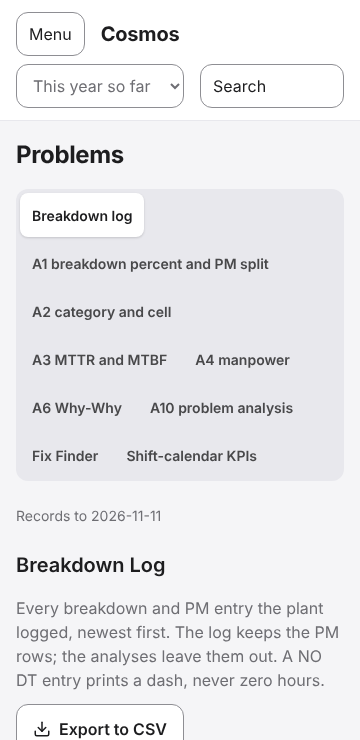 Menu Cosmos
This year so far Search
Problems
Breakdown log
A1 breakdown percent and PM split
A2 category and cell
A3 MTTR and MTBF A4 manpower
A6 Why-Why A10 problem analysis
Fix Finder Shift-calendar KPIs
Records to 2026-11-11
Breakdown Log
Every breakdown and PM entry the plant
logged, newest first. The log keeps the PM
rows; the analyses leave them out. A NO
DT entry prints a dash, never zero hours.
Export to CSV